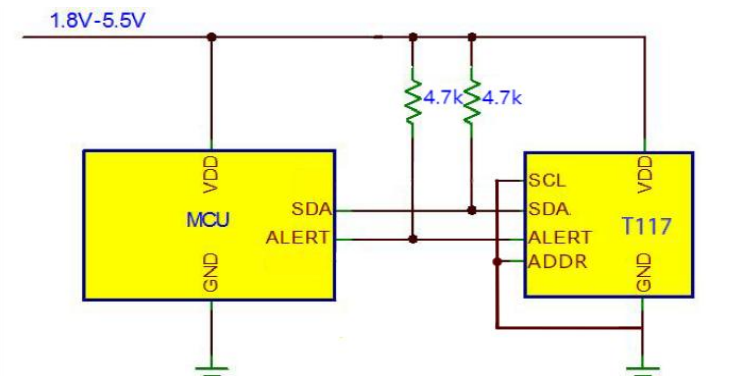 1.8V-5.5V
4.7k 4.7k
VDD VDD
SCL
SDA SDA
MCU T117
ALERT ALERT
ADDR
GND GND